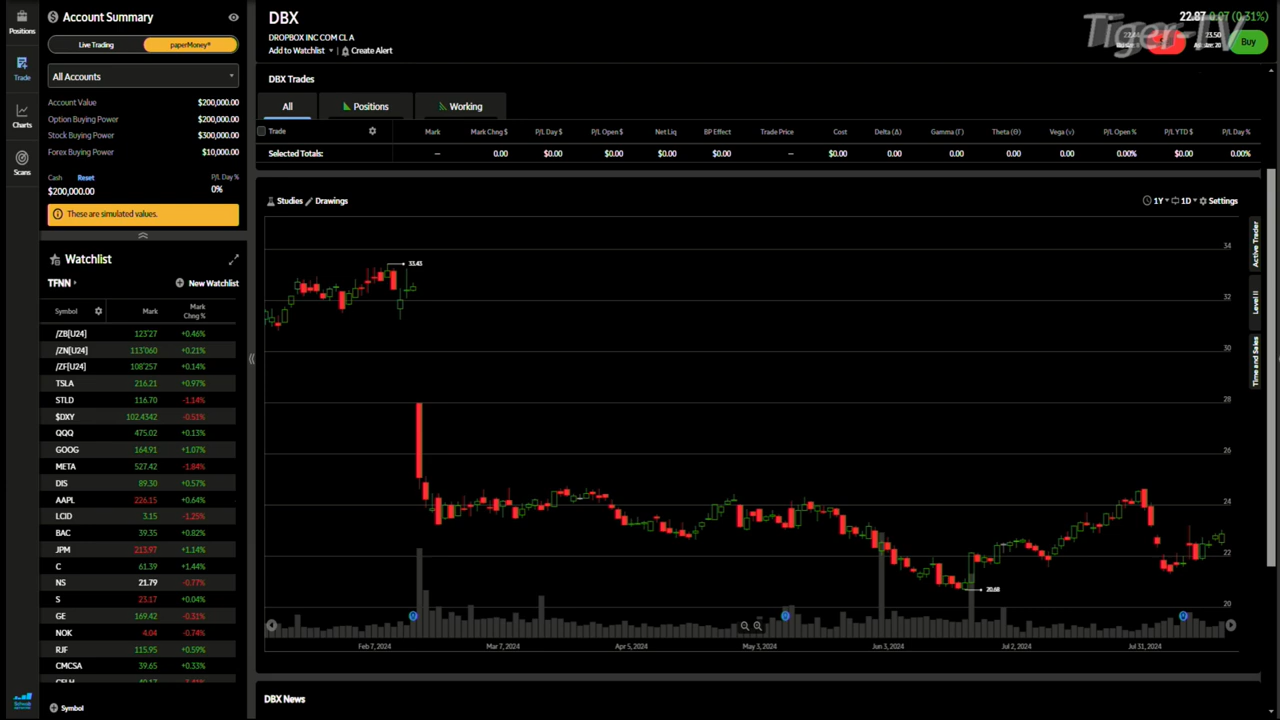 Positions
Trade
Charts
Scans
Account Summary
Live Trading
paperMoney®
All Accounts
Account Value $200,000.00
Option Buying Power $200,000.00
Stock Buying Power $300,000.00
Forex Buying Power $10,000.00
Cash Reset P/L Day %
$200,000.00 0%
These are simulated values.
Watchlist
TFNN
New Watchlist
Symbol Mark Mark Chng %
/ZB[U24] 123'27 +0.46%
/ZN[U24] 113'060 +0.21%
/ZF[U24] 108'257 +0.14%
TSLA 216.21 +0.97%
STLD 116.70 -1.14%
$DXY 102.4342 -0.51%
QQQ 475.02 +0.13%
GOOG 164.91 +1.07%
META 527.42 -1.84%
DIS 89.30 +0.57%
AAPL 226.15 +0.64%
LCID 3.15 -1.25%
BAC 39.35 +0.82%
JPM 213.97 +1.14%
C 61.39 +1.44%
NS 21.79 -0.77%
S 23.17 +0.04%
GE 169.42 -0.31%
NOK 4.04 -0.74%
RJF 115.95 +0.59%
CMCSA 39.65 +0.33%
Symbol
DBX
22.87 0.07 (0.31%)
Tiger-TV
DROPBOX INC COM CL A
Add to Watchlist
Create Alert
23.50
Buy
DBX Trades
All Positions Working
Trade Mark Mark Chng $ P/L Day $ P/L Open $ Net Liq BP Effect Trade Price Cost Delta (Δ) Gamma (Γ) Theta (Θ) Vega (ν) P/L Open % P/L YTD $ P/L Day %
Selected Totals: — 0.00 $0.00 $0.00 $0.00 $0.00 — $0.00 0.00 0.00 0.00 0.00 0.00% $0.00 0.00%
Studies Drawings
1Y 1D Settings
33.43
34
32
30
28
26
24
22
20
20.68
Active Trader
Level II
Time and Sales
Feb 7, 2024 Mar 7, 2024 Apr 5, 2024 May 3, 2024 Jun 3, 2024 Jul 2, 2024 Jul 31, 2024
DBX News